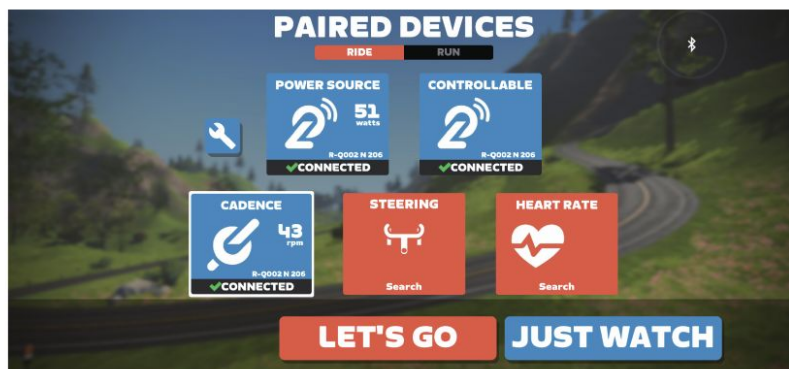 PAIRED DEVICES
RIDE RUN
POWER SOURCE
51
watts
R-Q002 N 206
CONNECTED
CONTROLLABLE
R-Q002 N 206
CONNECTED
CADENCE
43
rpm
R-Q002 N 206
CONNECTED
STEERING
Search
HEART RATE
Search
LET'S GO
JUST WATCH